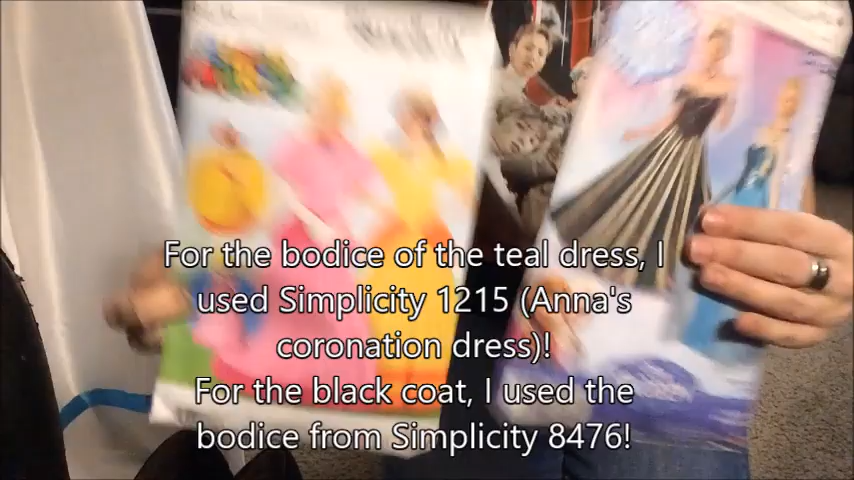 For the bodice of the teal dress, I
used Simplicity 1215 (Anna's
coronation dress)!
For the black coat, I used the
bodice from Simplicity 8476!